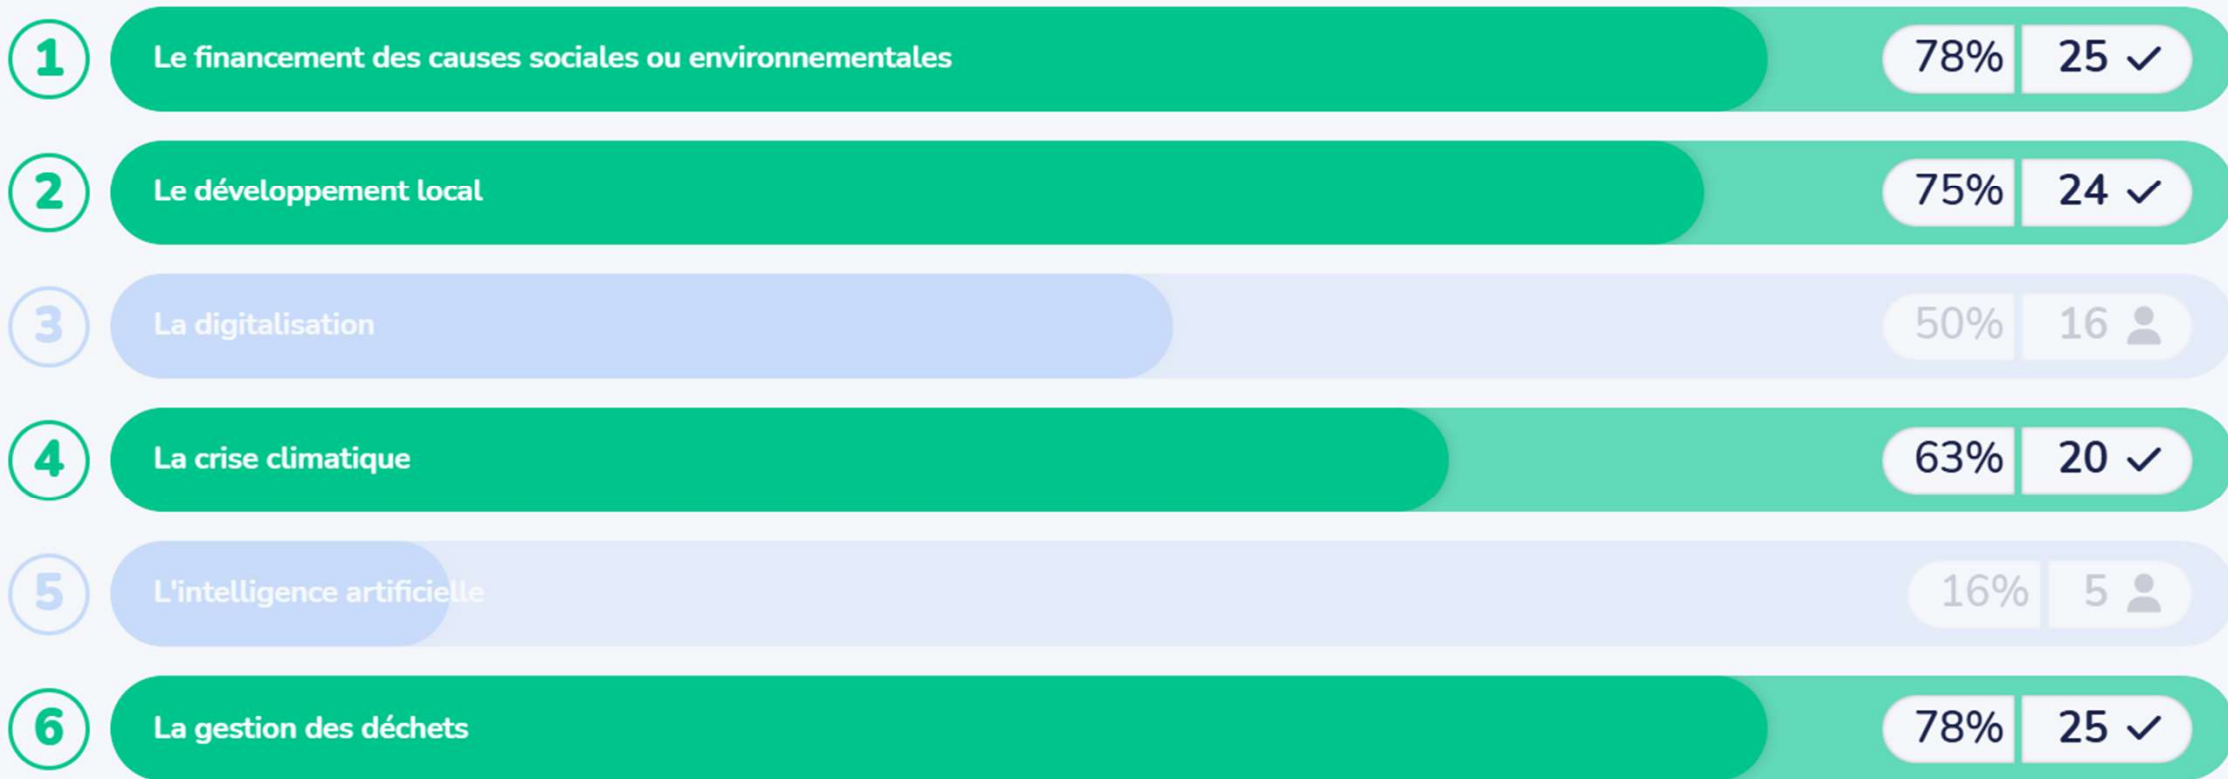 1 Le financement des causes sociales ou environnementales 78% 25
2 Le développement local 75% 24
3 La digitalisation 50% 16
4 La crise climatique 63% 20
5 L'intelligence artificielle 16% 5
6 La gestion des déchets 78% 25